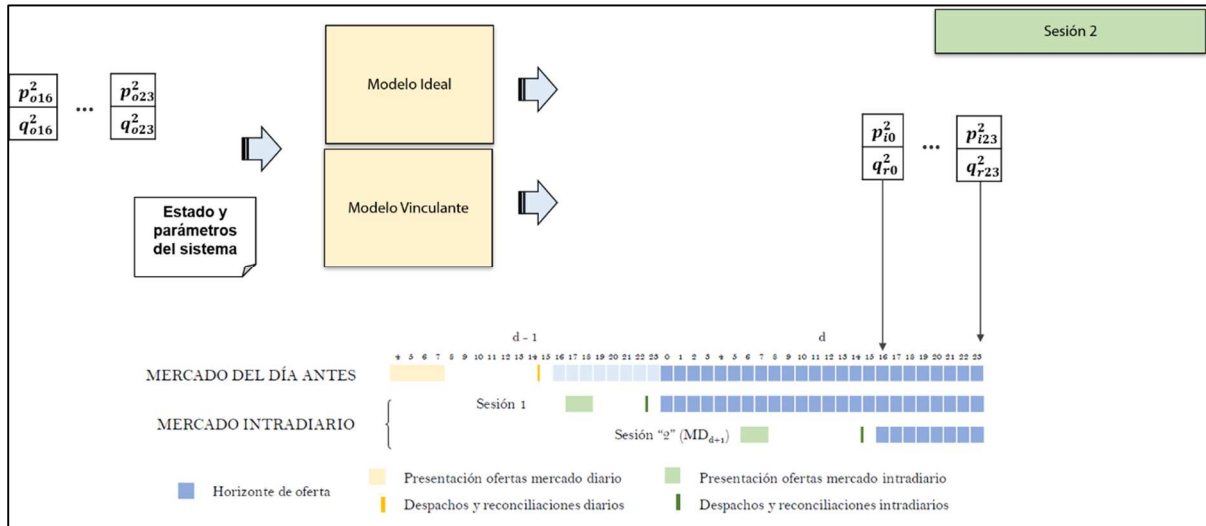 Sesión 2
p²ₒ₁₆ ... p²ₒ₂₃
q²ₒ₁₆ ... q²ₒ₂₃
Modelo Ideal
Modelo Vinculante
Estado y
parámetros
del sistema
p²ᵢ₀ ... p²ᵢ₂₃
q²ᵣ₀ ... q²ᵣ₂₃
d - 1 d
4 5 6 7 8 9 10 11 12 13 14 15 16 17 18 19 20 21 22 23 0 1 2 3 4 5 6 7 8 9 10 11 12 13 14 15 16 17 18 19 20 21 22 23
MERCADO DEL DÍA ANTES
MERCADO INTRADIARIO
Sesión 1
Sesión "2" (MD_{d+1})
Horizonte de oferta
Presentación ofertas mercado diario
Despachos y reconciliaciones diarios
Presentación ofertas mercado intradiario
Despachos y reconciliaciones intradiarios